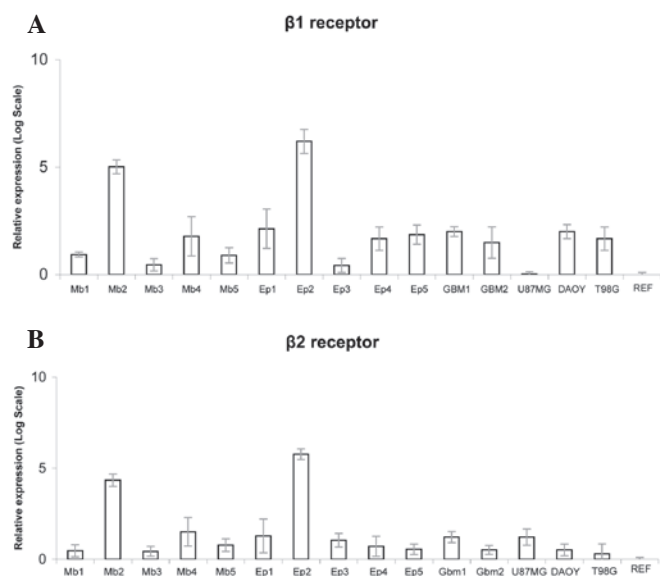 A
β1 receptor
Relative expression (Log Scale)
10
5
0
Mb1 Mb2 Mb3 Mb4 Mb5 Ep1 Ep2 Ep3 Ep4 Ep5 GBM1 GBM2 U87MG DAOY T98G REF
B
β2 receptor
Relative expression (Log Scale)
10
5
0
Mb1 Mb2 Mb3 Mb4 Mb5 Ep1 Ep2 Ep3 Ep4 Ep5 Gbm1 Gbm2 U87MG DAOY T98G REF